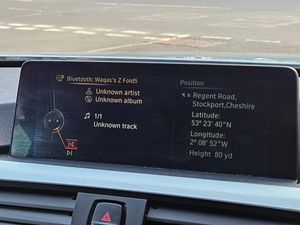 Bluetooth: Waqas's Z Fold5
Unknown artist
Unknown album
1/1
Unknown track
Position
Regent Road,
Stockport,Cheshire
Latitude:
53° 23' 40"N
Longitude:
2° 08' 52"W
Height 80 yd